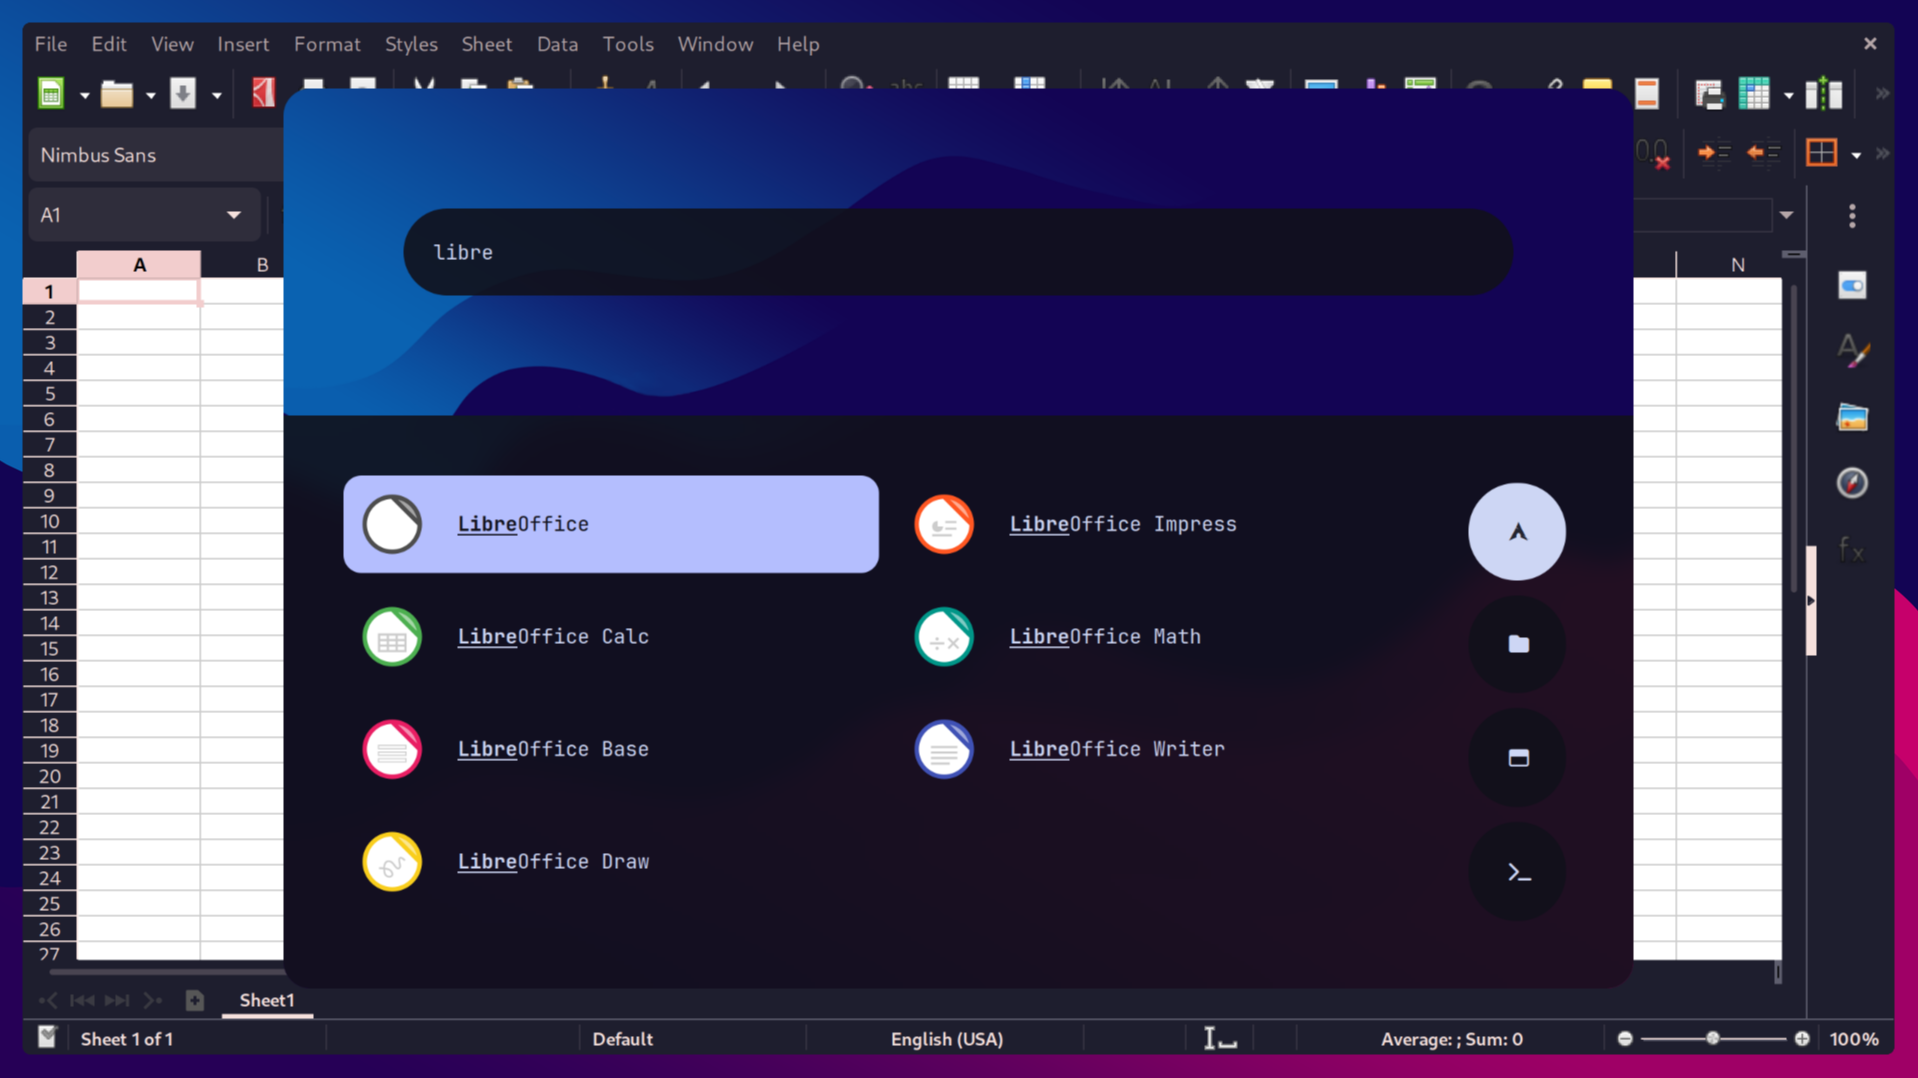 File Edit View Insert Format Styles Sheet Data Tools Window Help
Nimbus Sans
A1
libre
A B N
1
2
3
4
5
6
7
8
9
10
11
12
13
14
15
16
17
18
19
20
21
22
23
24
25
26
27
LibreOffice
LibreOffice Impress
LibreOffice Calc
LibreOffice Math
LibreOffice Base
LibreOffice Writer
LibreOffice Draw
fx
Sheet1
Sheet 1 of 1 Default English (USA) Average: ; Sum: 0 100%